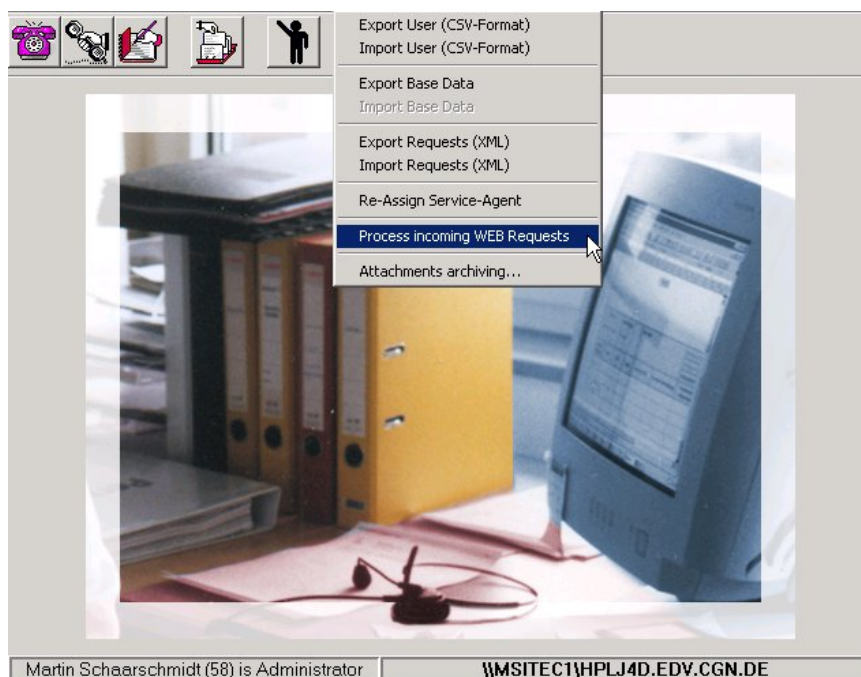 Export User (CSV-Format)
Import User (CSV-Format)
Export Base Data
Import Base Data
Export Requests (XML)
Import Requests (XML)
Re-Assign Service-Agent
Process incoming WEB Requests
Attachments archiving...
Martin Schaarschmidt (58) is Administrator
\\MSITEC1\HPLJ4D.EDV.CGN.DE